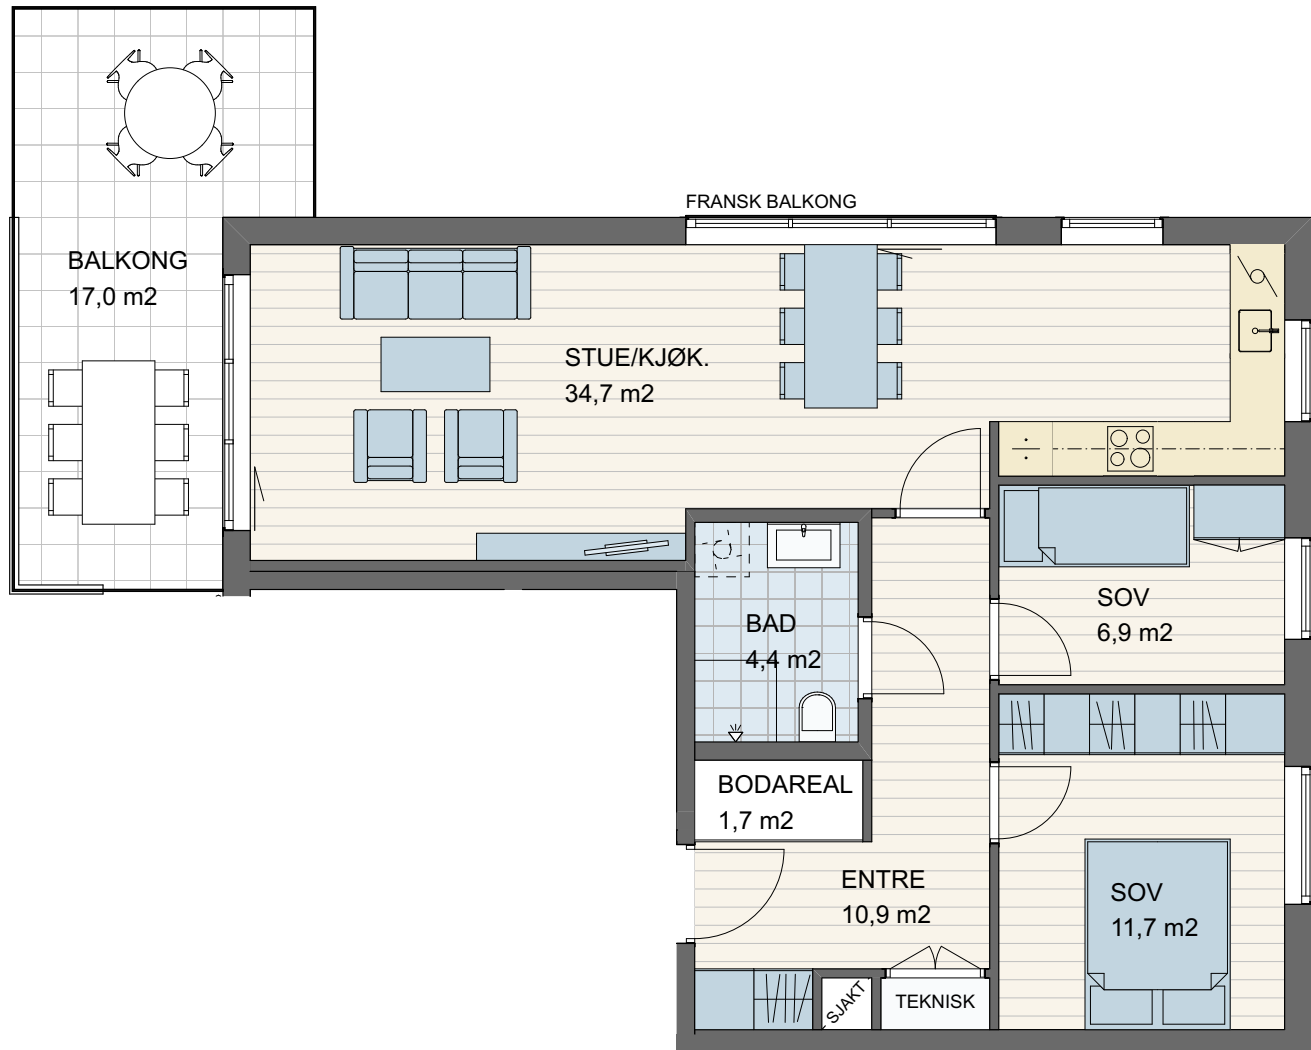 FRANSK BALKONG
BALKONG
17,0 m2
STUE/KJØK.
34,7 m2
SOV
6,9 m2
BAD
4,4 m2
BODAREAL
1,7 m2
ENTRE
10,9 m2
SOV
11,7 m2
SJAKT
TEKNISK